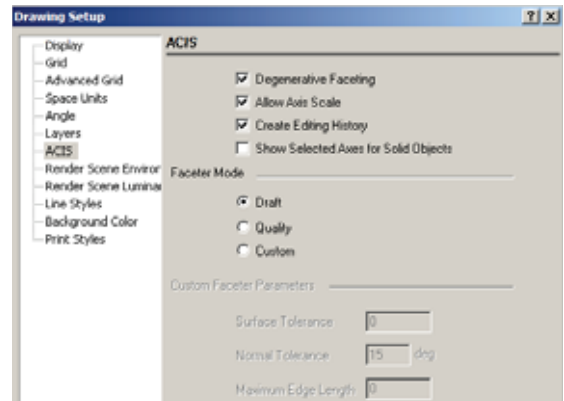 Drawing Setup
Display
Grid
Advanced Grid
Space Units
Angle
Layers
ACIS
Render Scene Enviror
Render Scene Luminar
Line Styles
Background Color
Print Styles
ACIS
Degenerative Faceting
Allow Axis Scale
Create Editing History
Show Selected Axes for Solid Objects
Faceter Mode
Draft
Quality
Custom
Custom Faceter Parameters
Surface Tolerance 0
Normal Tolerance 15 deg
Maximum Edge Length 0